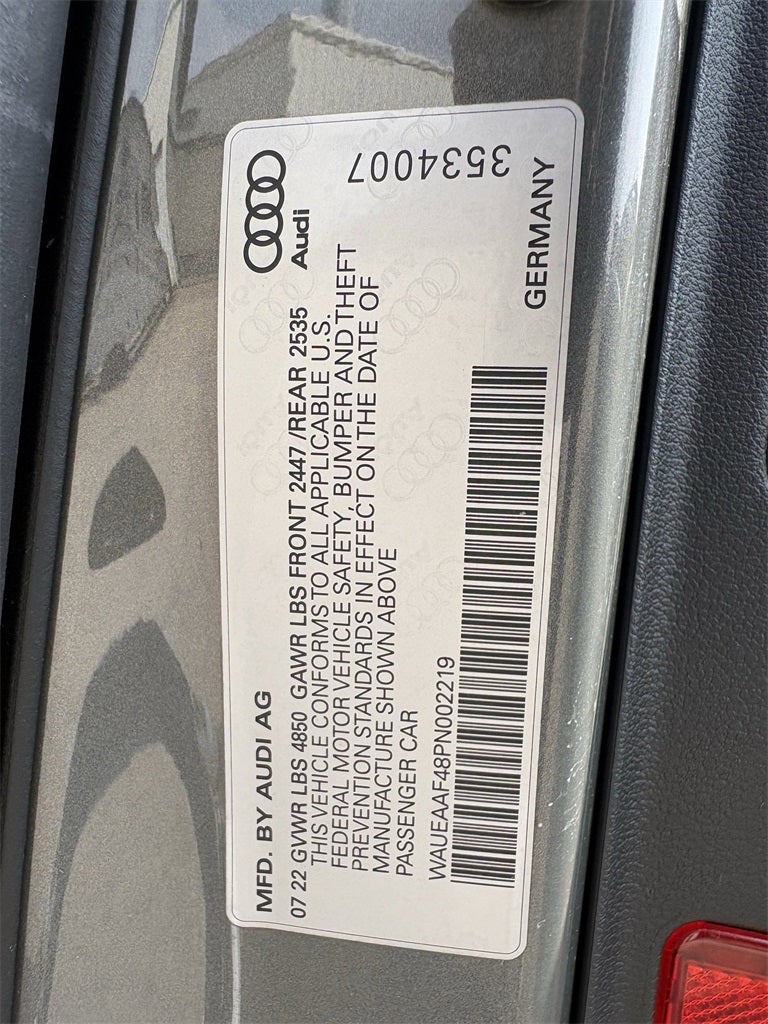 MFD. BY AUDI AG
Audi
07 22 GVWR LBS 4850 GAWR LBS FRONT 2447 /REAR 2535
THIS VEHICLE CONFORMS TO ALL APPLICABLE U.S.
FEDERAL MOTOR VEHICLE SAFETY, BUMPER AND THEFT
PREVENTION STANDARDS IN EFFECT ON THE DATE OF
MANUFACTURE SHOWN ABOVE
PASSENGER CAR
WAUEAAF48PN002219
GERMANY
3534007